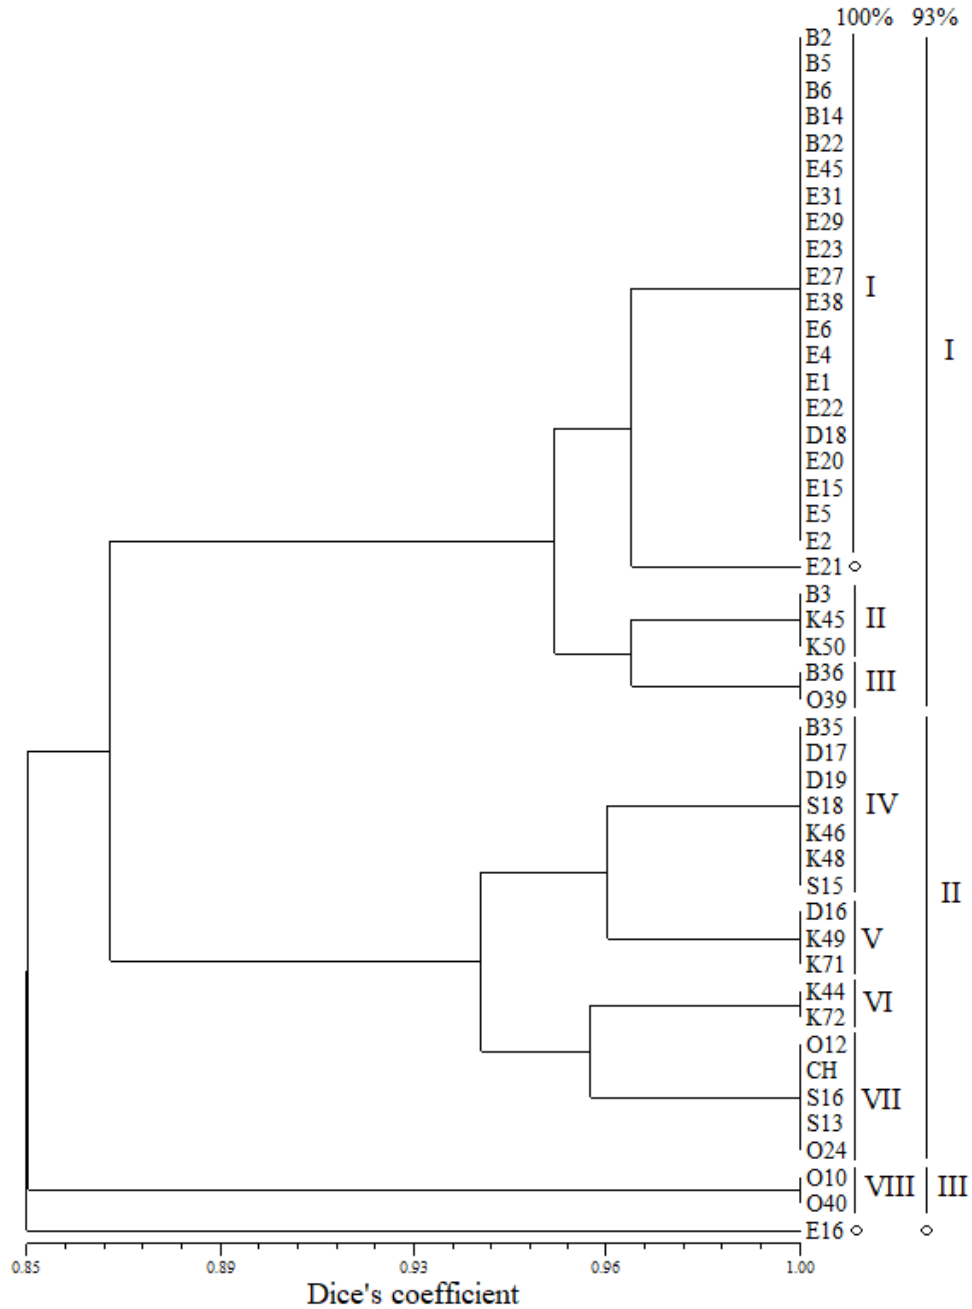 100% 93%
B2
B5
B6
B14
B22
E45
E31
E29
E23
E27
I
E38
E6
E4
I
E1
E22
D18
E20
E15
E5
E2
E21
B3
K45 II
K50
B36
III
O39
B35
D17
D19
S18 IV
K46
K48
S15
II
D16
K49 V
K71
K44
VI
K72
O12
CH
S16 VII
S13
O24
O10
VIII III
O40
E16
0.85 0.89 0.93 0.96 1.00
Dice's coefficient